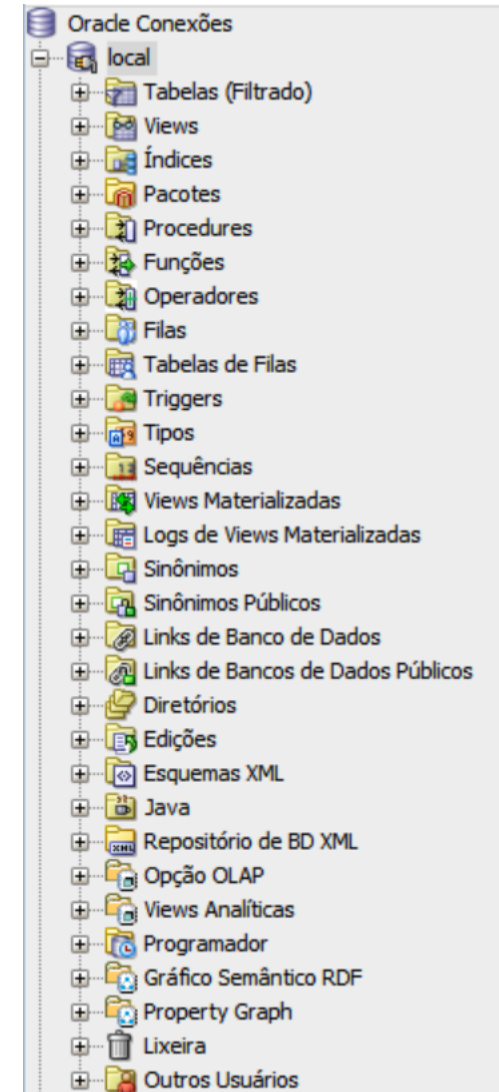 Oracle Conexões
local
Tabelas (Filtrado)
Views
Índices
Pacotes
Procedures
Funções
Operadores
Filas
Tabelas de Filas
Triggers
Tipos
Sequências
Views Materializadas
Logs de Views Materializadas
Sinônimos
Sinônimos Públicos
Links de Banco de Dados
Links de Bancos de Dados Públicos
Diretórios
Edições
Esquemas XML
Java
Repositório de BD XML
Opção OLAP
Views Analíticas
Programador
Gráfico Semântico RDF
Property Graph
Lixeira
Outros Usuários